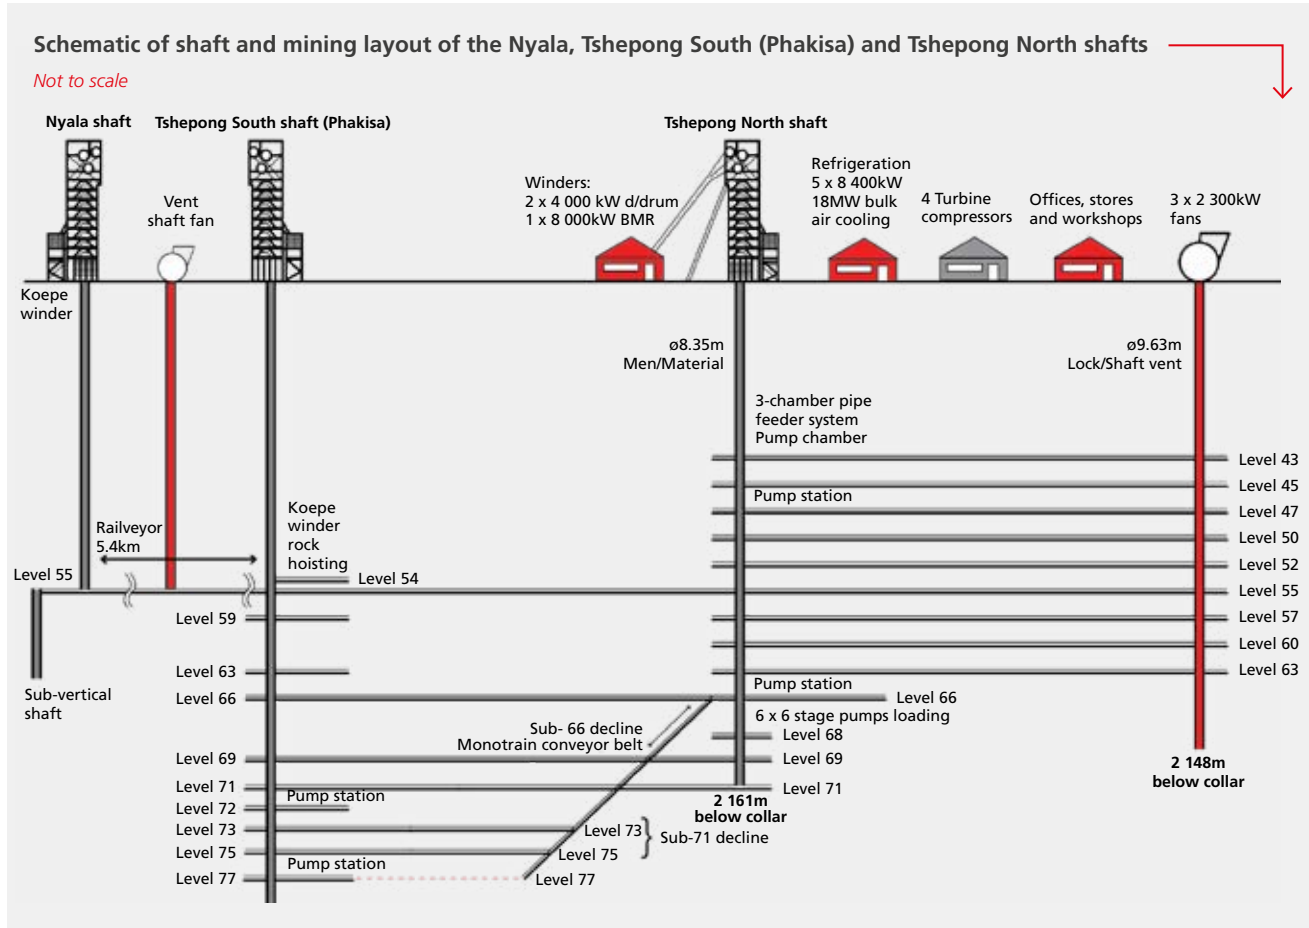 Schematic of shaft and mining layout of the Nyala, Tshepong South (Phakisa) and Tshepong North shafts
Not to scale
Nyala shaft
Tshepong South shaft (Phakisa)
Tshepong North shaft
Vent
shaft fan
Winders:
2 x 4 000 kW d/drum
1 x 8 000kW BMR
Refrigeration
5 x 8 400kW
18MW bulk
air cooling
4 Turbine
compressors
Offices, stores
and workshops
3 x 2 300kW
fans
Koepe
winder
ø8.35m
Men/Material
ø9.63m
Lock/Shaft vent
3-chamber pipe
feeder system
Pump chamber
Level 43
Level 45
Pump station
Level 47
Level 50
Level 52
Level 55
Level 57
Level 60
Level 63
Koepe
winder
rock
hoisting
Railveyor
5.4km
Level 55
Level 54
Level 59
Level 63
Level 66
Sub-vertical
shaft
Pump station
Level 66
6 x 6 stage pumps loading
Sub- 66 decline
Monotrain conveyor belt
Level 68
Level 69
Level 69
Level 71
Level 71
Pump station
Level 72
2 161m
below collar
2 148m
below collar
Level 73
Level 73
Sub-71 decline
Level 75
Level 75
Pump station
Level 77
Level 77